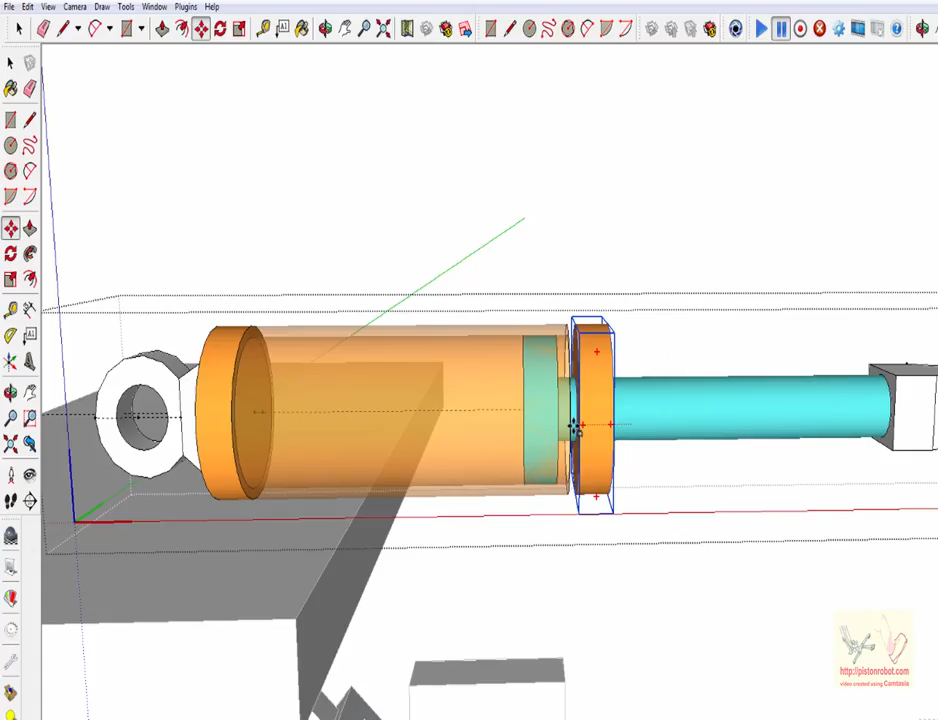 File Edit View Camera Draw Tools Window Plugins Help
http://pistonrobot.com
video created using Camtasia